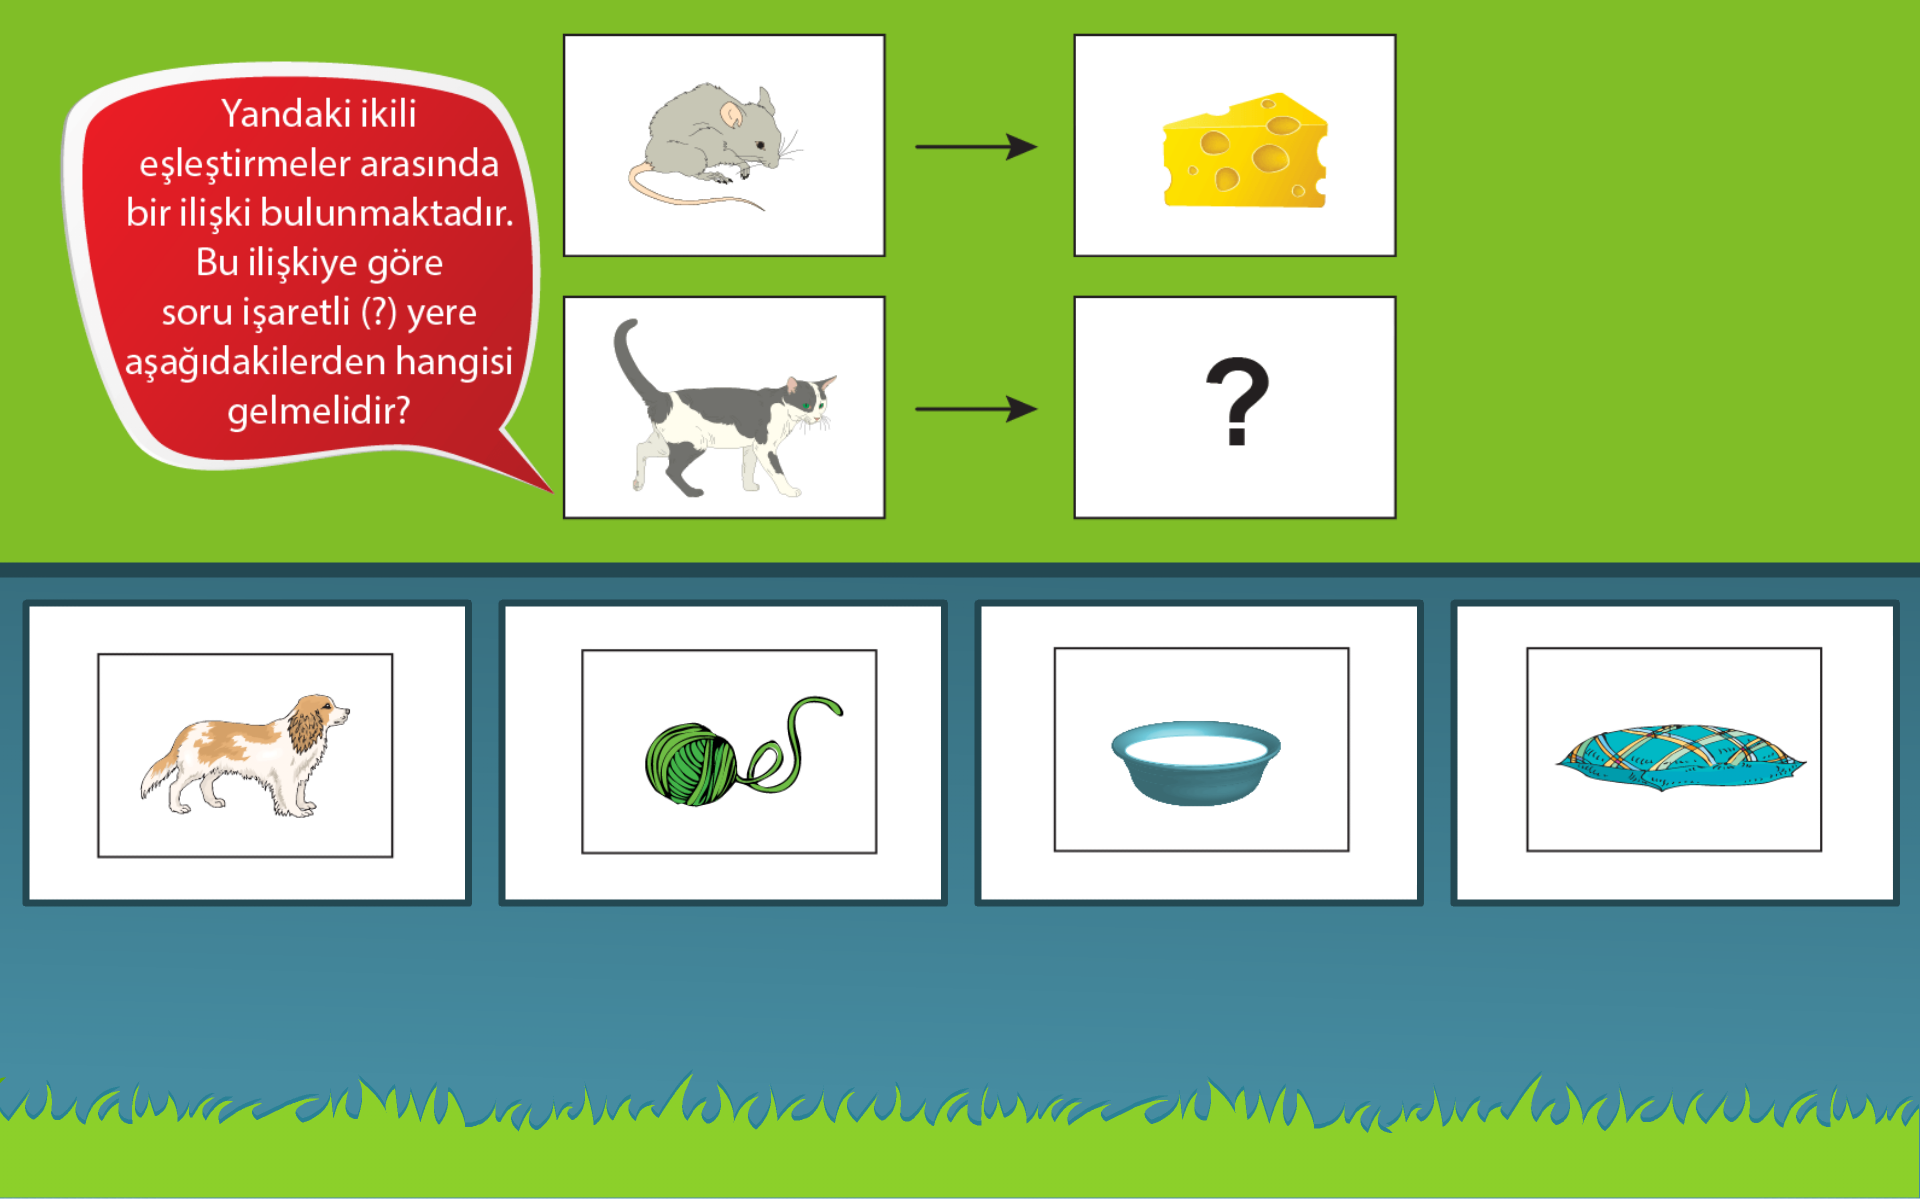 Yandaki ikili
eşleştirmeler arasında
bir ilişki bulunmaktadır.
Bu ilişkiye göre
soru işaretli (?) yere
aşağıdakilerden hangisi
gelmelidir?
?